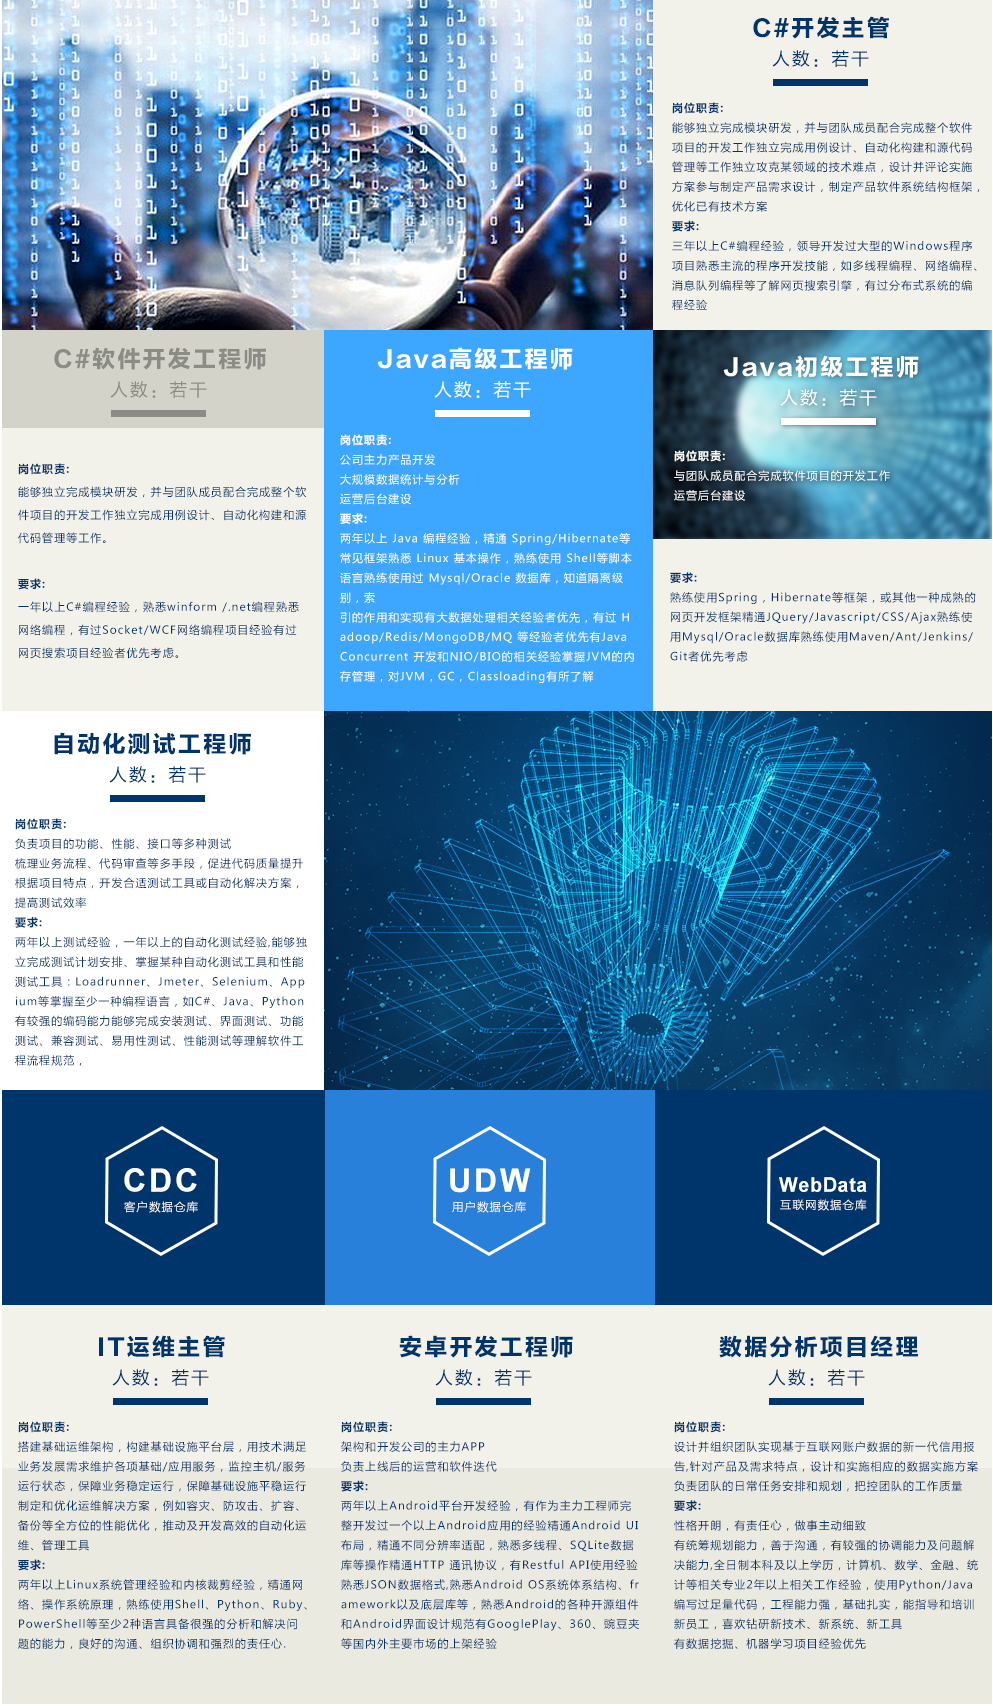 C#开发主管
人数：若干
岗位职责:
能够独立完成模块研发，并与团队成员配合完成整个软件
项目的开发工作独立完成用例设计、自动化构建和源代码
管理等工作独立攻克某领域的技术难点，设计并评论实施
方案参与制定产品需求设计，制定产品软件系统结构框架，
优化已有技术方案
要求:
三年以上C#编程经验，领导开发过大型的Windows程序
项目熟悉主流的程序开发技能，如多线程编程、网络编程、
消息队列编程等了解网页搜索引擎，有过分布式系统的编
程经验
C#软件开发工程师
人数：若干
岗位职责:
能够独立完成模块研发，并与团队成员配合完成整个软
件项目的开发工作独立完成用例设计、自动化构建和源
代码管理等工作。
要求:
一年以上C#编程经验，熟悉winform /.net编程熟悉
网络编程，有过Socket/WCF网络编程项目经验有过
网页搜索项目经验者优先考虑。
Java高级工程师
人数：若干
岗位职责:
公司主力产品开发
大规模数据统计与分析
运营后台建设
要求:
两年以上 Java 编程经验，精通 Spring/Hibernate等
常见框架熟悉 Linux 基本操作，熟练使用 Shell等脚本
语言熟练使用过 Mysql/Oracle 数据库，知道隔离级
别，索
引的作用和实现有大数据处理相关经验者优先，有过 H
adoop/Redis/MongoDB/MQ 等经验者优先有Java
Concurrent 开发和NIO/BIO的相关经验掌握JVM的内
存管理，对JVM，GC，Classloading有所了解
Java初级工程师
人数：若干
岗位职责:
与团队成员配合完成软件项目的开发工作
运营后台建设
要求:
熟练使用Spring，Hibernate等框架，或其他一种成熟的
网页开发框架精通JQuery/Javascript/CSS/Ajax熟练使
用Mysql/Oracle数据库熟练使用Maven/Ant/Jenkins/
Git者优先考虑
自动化测试工程师
人数：若干
岗位职责:
负责项目的功能、性能、接口等多种测试
梳理业务流程、代码审查等多手段，促进代码质量提升
根据项目特点，开发合适测试工具或自动化解决方案，
提高测试效率
要求:
两年以上测试经验，一年以上的自动化测试经验,能够独
立完成测试计划安排、掌握某种自动化测试工具和性能
测试工具：Loadrunner、Jmeter、Selenium、App
ium等掌握至少一种编程语言，如C#、Java、Python
有较强的编码能力能够完成安装测试、界面测试、功能
测试、兼容测试、易用性测试、性能测试等理解软件工
程流程规范，
CDC
客户数据仓库
UDW
用户数据仓库
WebData
互联网数据仓库
IT运维主管
人数：若干
岗位职责:
搭建基础运维架构，构建基础设施平台层，用技术满足
业务发展需求维护各项基础/应用服务，监控主机/服务
运行状态，保障业务稳定运行，保障基础设施平稳运行
制定和优化运维解决方案，例如容灾、防攻击、扩容、
备份等全方位的性能优化，推动及开发高效的自动化运
维、管理工具
要求:
两年以上Linux系统管理经验和内核裁剪经验，精通网
络、操作系统原理，熟练使用Shell、Python、Ruby、
PowerShell等至少2种语言具备很强的分析和解决问
题的能力，良好的沟通、组织协调和强烈的责任心.
安卓开发工程师
人数：若干
岗位职责:
架构和开发公司的主力APP
负责上线后的运营和软件迭代
要求:
两年以上Android平台开发经验，有作为主力工程师完
整开发过一个以上Android应用的经验精通Android UI
布局，精通不同分辨率适配，熟悉多线程、SQLite数据
库等操作精通HTTP 通讯协议，有Restful API使用经验
熟悉JSON数据格式,熟悉Android OS系统体系结构、fr
amework以及底层库等，熟悉Android的各种开源组件
和Android界面设计规范有GooglePlay、360、豌豆夹
等国内外主要市场的上架经验
数据分析项目经理
人数：若干
岗位职责:
设计并组织团队实现基于互联网账户数据的新一代信用报
告,针对产品及需求特点，设计和实施相应的数据实施方案
负责团队的日常任务安排和规划，把控团队的工作质量
要求:
性格开朗，有责任心，做事主动细致
有统筹规划能力，善于沟通，有较强的协调能力及问题解
决能力,全日制本科及以上学历，计算机、数学、金融、统
计等相关专业2年以上相关工作经验，使用Python/Java
编写过足量代码，工程能力强，基础扎实，能指导和培训
新员工，喜欢钻研新技术、新系统、新工具
有数据挖掘、机器学习项目经验优先